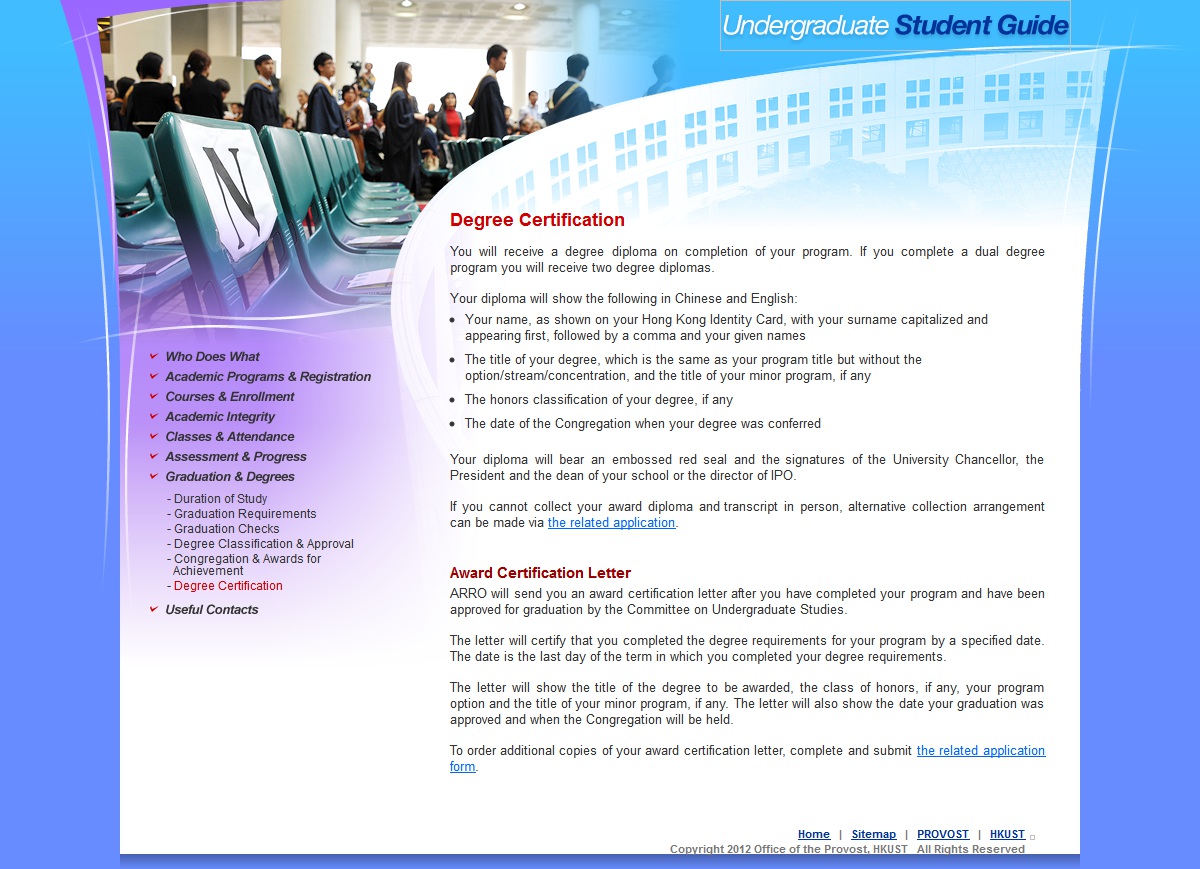 Undergraduate Student Guide
N
Who Does What
Academic Programs & Registration
Courses & Enrollment
Academic Integrity
Classes & Attendance
Assessment & Progress
Graduation & Degrees
- Duration of Study
- Graduation Requirements
- Graduation Checks
- Degree Classification & Approval
- Congregation & Awards for
Achievement
- Degree Certification
Useful Contacts
Degree Certification
You will receive a degree diploma on completion of your program. If you complete a dual degree
program you will receive two degree diplomas.
Your diploma will show the following in Chinese and English:
Your name, as shown on your Hong Kong Identity Card, with your surname capitalized and
appearing first, followed by a comma and your given names
The title of your degree, which is the same as your program title but without the
option/stream/concentration, and the title of your minor program, if any
The honors classification of your degree, if any
The date of the Congregation when your degree was conferred
Your diploma will bear an embossed red seal and the signatures of the University Chancellor, the
President and the dean of your school or the director of IPO.
If you cannot collect your award diploma and transcript in person, alternative collection arrangement
can be made via the related application.
Award Certification Letter
ARRO will send you an award certification letter after you have completed your program and have been
approved for graduation by the Committee on Undergraduate Studies.
The letter will certify that you completed the degree requirements for your program by a specified date.
The date is the last day of the term in which you completed your degree requirements.
The letter will show the title of the degree to be awarded, the class of honors, if any, your program
option and the title of your minor program, if any. The letter will also show the date your graduation was
approved and when the Congregation will be held.
To order additional copies of your award certification letter, complete and submit the related application
form.
Home | Sitemap | PROVOST | HKUST
Copyright 2012 Office of the Provost, HKUST All Rights Reserved